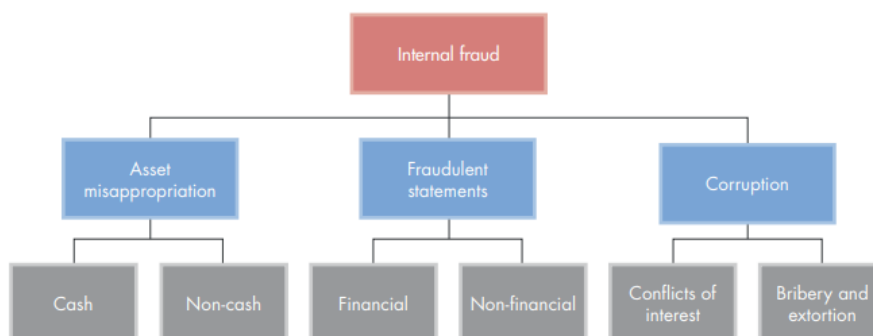 Internal fraud
Asset
misappropriation
Fraudulent
statements
Corruption
Cash
Non-cash
Financial
Non-financial
Conflicts of
interest
Bribery and
extortion